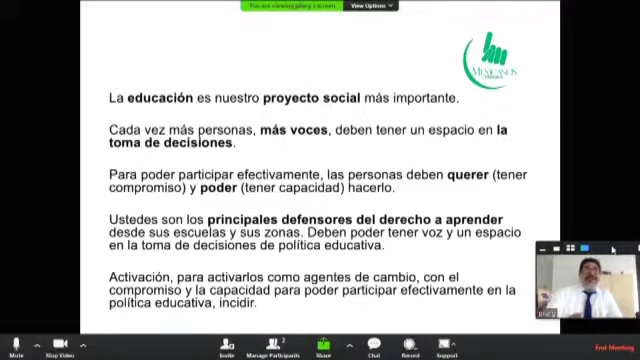 You are viewing pilarg's screen
View Options
MEXICANOS
La educación es nuestro proyecto social más importante.
Cada vez más personas, más voces, deben tener un espacio en la
toma de decisiones.
Para poder participar efectivamente, las personas deben querer (tener
compromiso) y poder (tener capacidad) hacerlo.
Ustedes son los principales defensores del derecho a aprender
desde sus escuelas y sus zonas. Deben poder tener voz y un espacio
en la toma de decisiones de política educativa.
Activación, para activarlos como agentes de cambio, con el
compromiso y la capacidad para poder participar efectivamente en la
política educativa, incidir.
pilarg
Mute
Stop Video
Invite
2
Manage Participants
Share
Chat
Record
Support
End Meeting